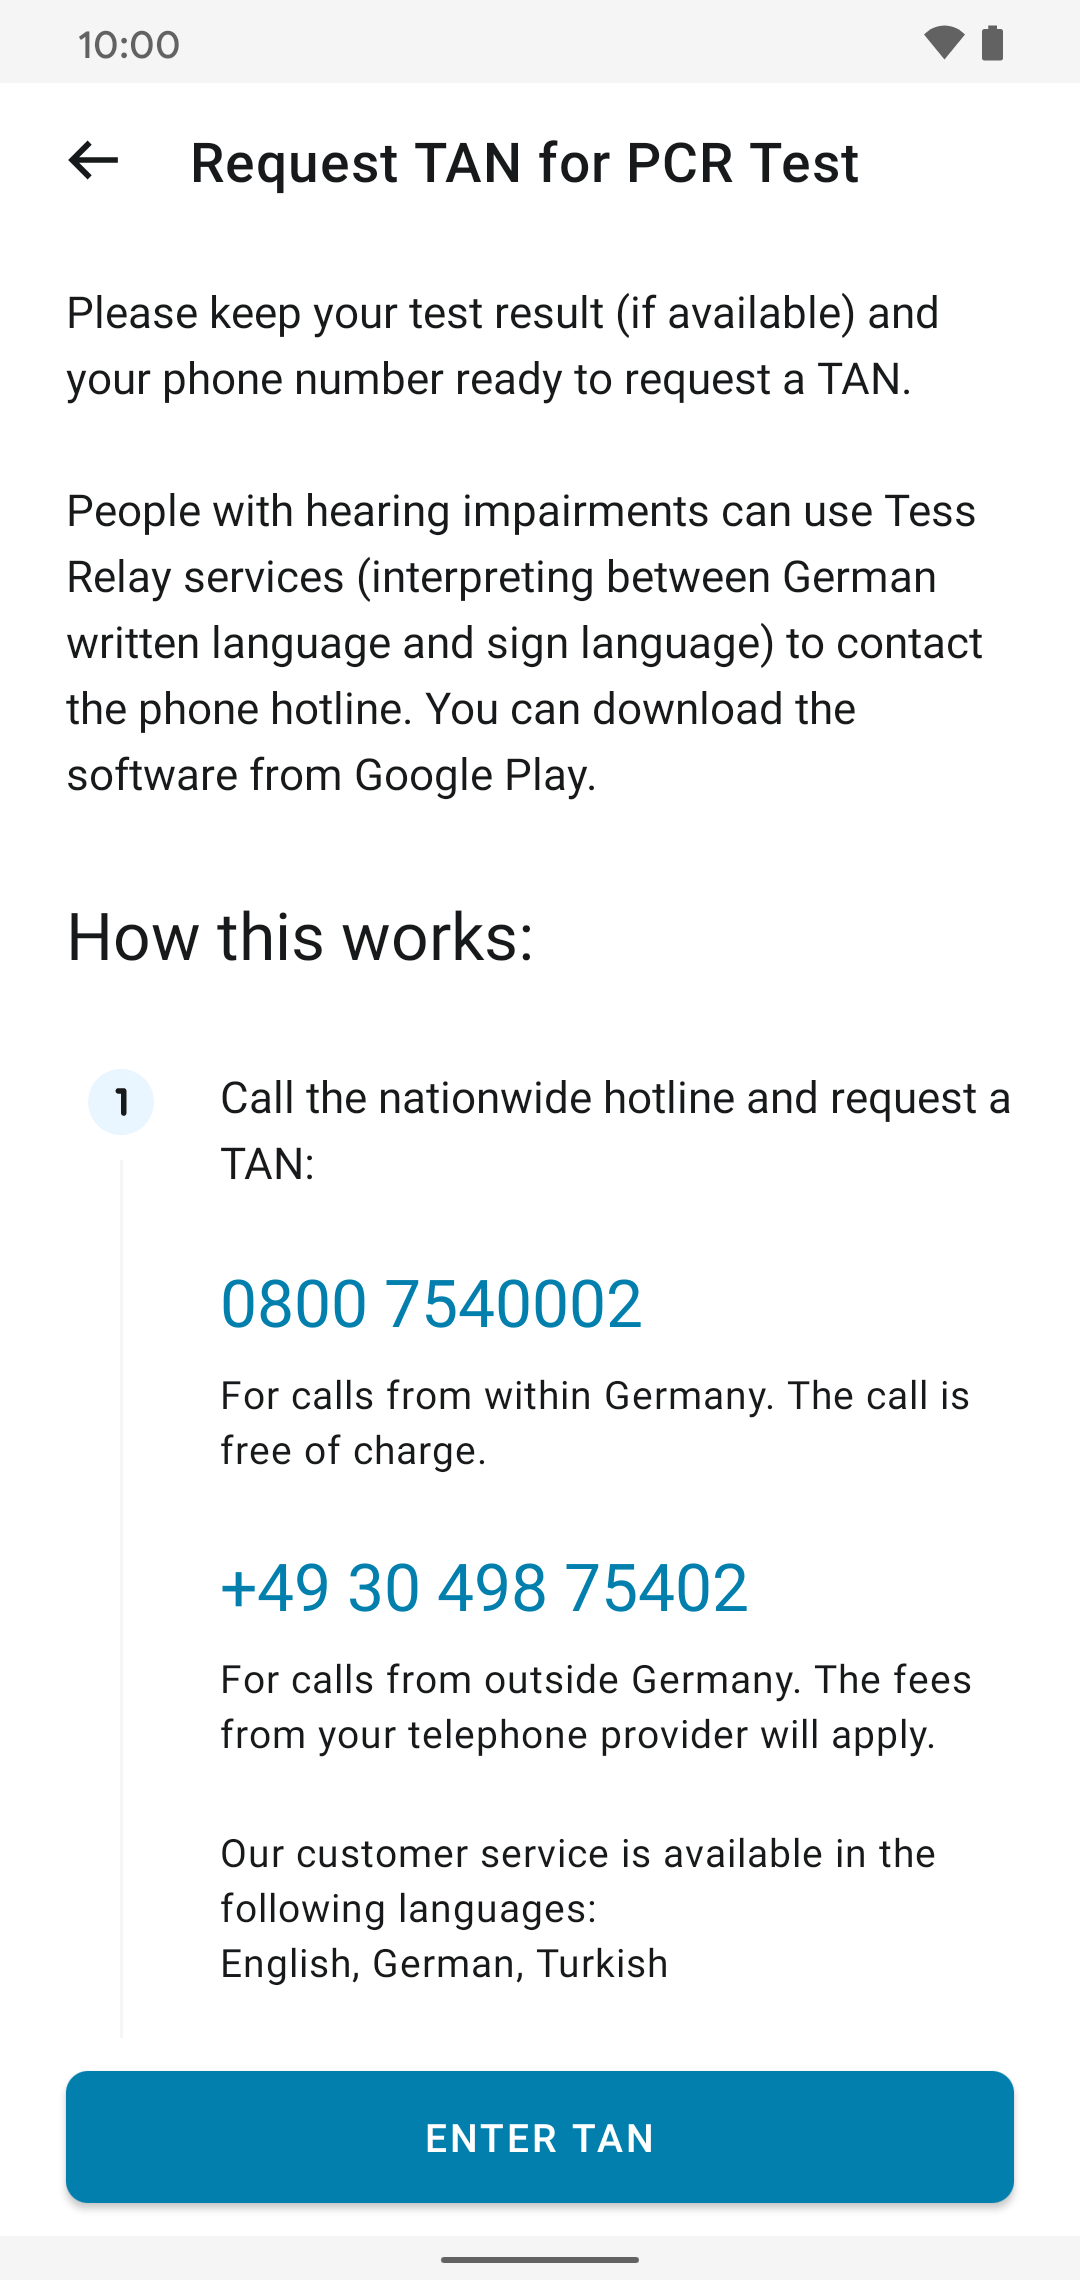 10:00
Request TAN for PCR Test
Please keep your test result (if available) and
your phone number ready to request a TAN.
People with hearing impairments can use Tess
Relay services (interpreting between German
written language and sign language) to contact
the phone hotline. You can download the
software from Google Play.
How this works:
1
Call the nationwide hotline and request a
TAN:
0800 7540002
For calls from within Germany. The call is
free of charge.
+49 30 498 75402
For calls from outside Germany. The fees
from your telephone provider will apply.
Our customer service is available in the
following languages:
English, German, Turkish
ENTER TAN